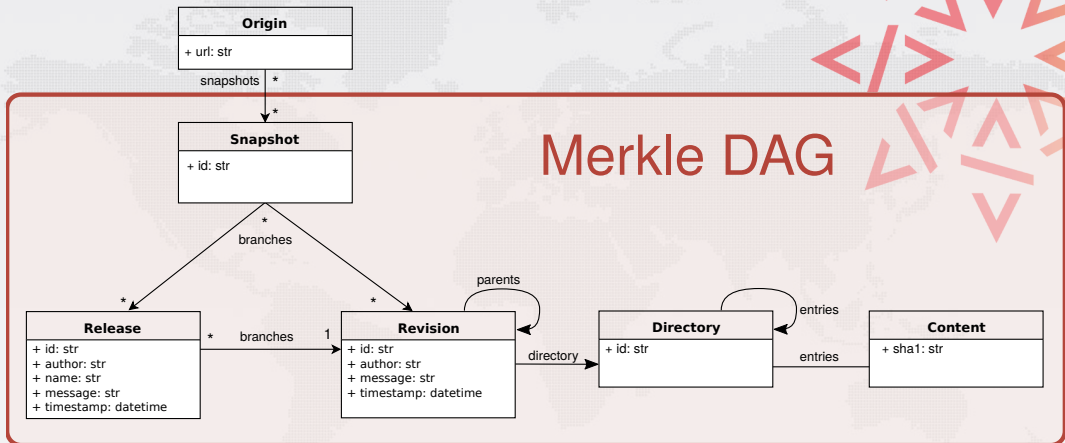 Origin
+ url: str
snapshots *
*
Snapshot
+ id: str
Merkle DAG
*
branches
* *
parents
entries
Release
+ id: str
+ author: str
+ name: str
+ message: str
+ timestamp: datetime
* branches 1
Revision
+ id: str
+ author: str
+ message: str
+ timestamp: datetime
directory
Directory
+ id: str
entries
Content
+ sha1: str